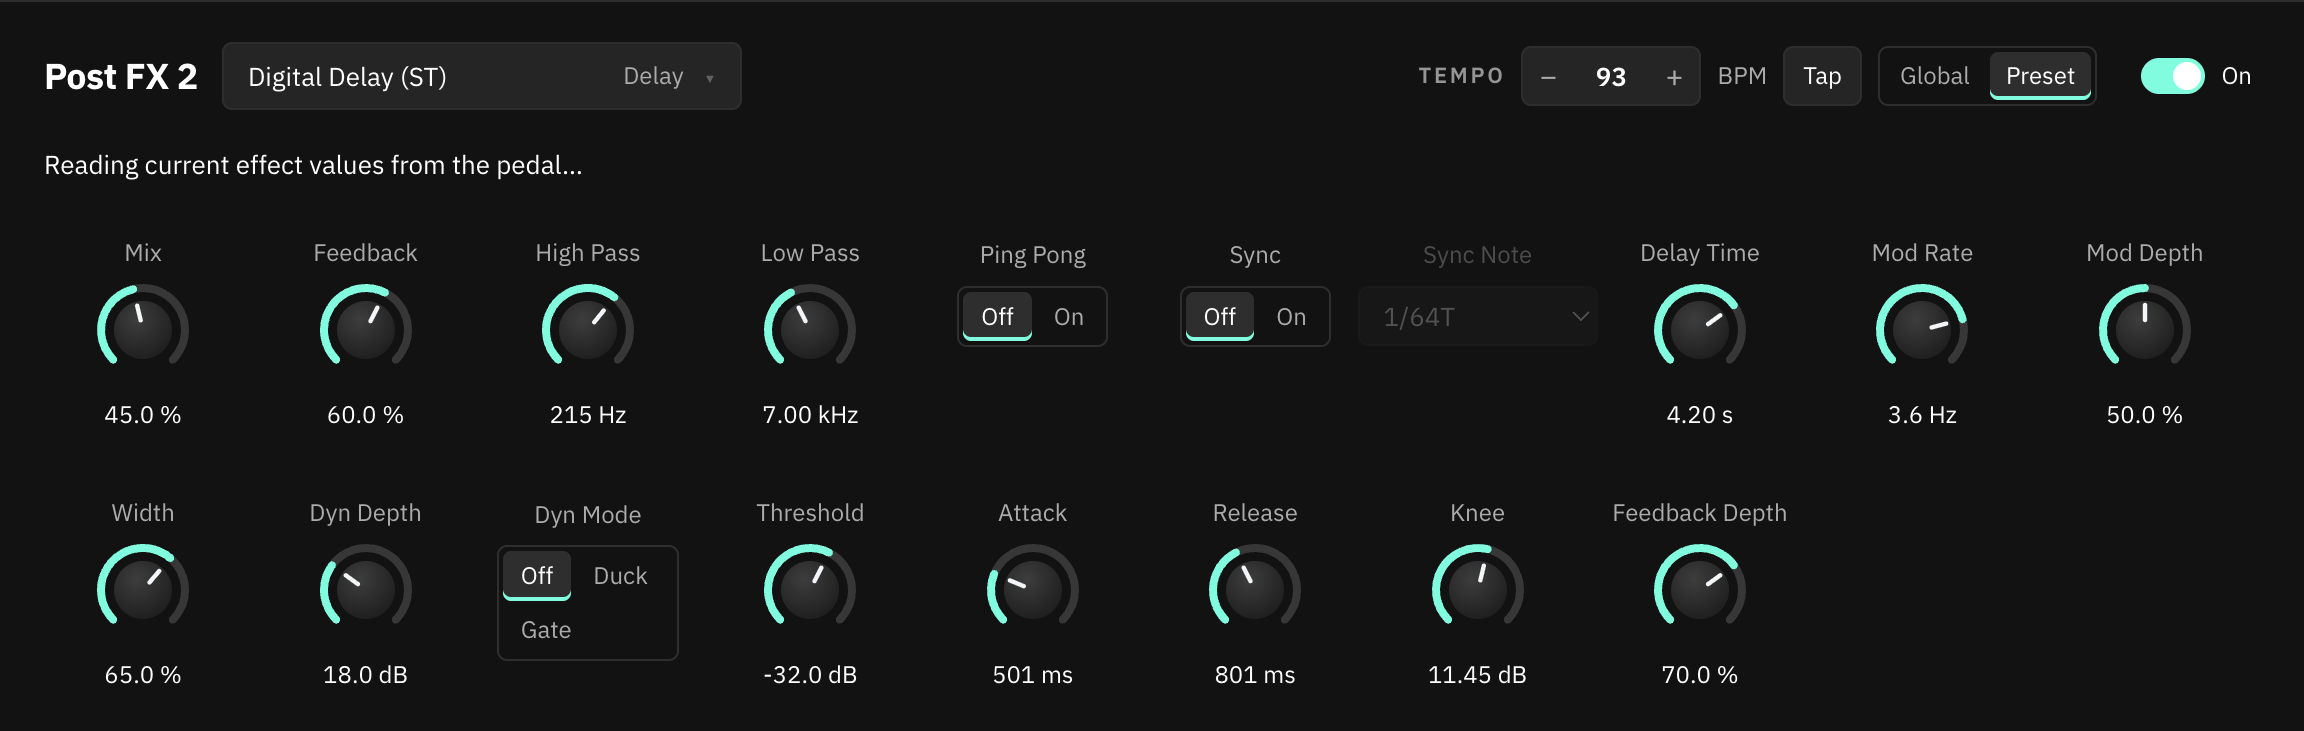 Post FX 2 Digital Delay (ST) Delay TEMPO − 93 + BPM Tap Global Preset On
Reading current effect values from the pedal...
Mix Feedback High Pass Low Pass Ping Pong Sync Sync Note Delay Time Mod Rate Mod Depth
Off On Off On 1/64T
45.0 % 60.0 % 215 Hz 7.00 kHz 4.20 s 3.6 Hz 50.0 %
Width Dyn Depth Dyn Mode Threshold Attack Release Knee Feedback Depth
Off Duck
Gate
65.0 % 18.0 dB -32.0 dB 501 ms 801 ms 11.45 dB 70.0 %